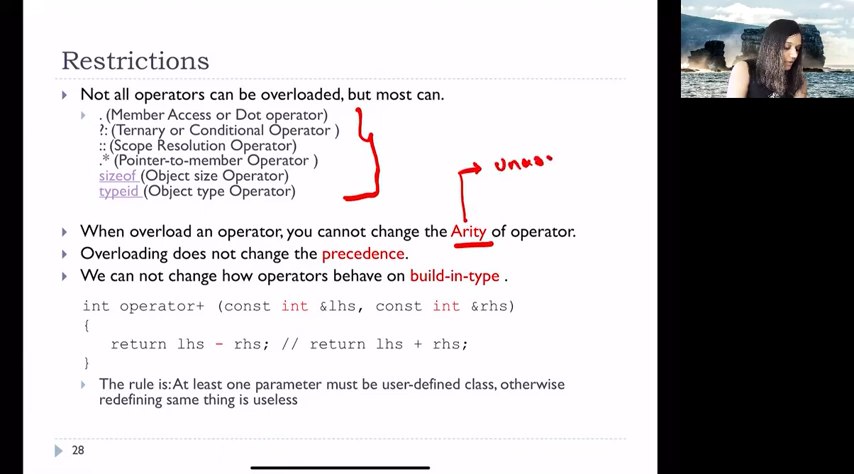 Restrictions
Not all operators can be overloaded, but most can.
. (Member Access or Dot operator)
?: (Ternary or Conditional Operator )
:: (Scope Resolution Operator)
.* (Pointer-to-member Operator )
sizeof (Object size Operator)
typeid (Object type Operator)
When overload an operator, you cannot change the Arity of operator.
Overloading does not change the precedence.
We can not change how operators behave on build-in-type .
int operator+ (const int &lhs, const int &rhs)
{
return lhs - rhs; // return lhs + rhs;
}
The rule is: At least one parameter must be user-defined class, otherwise
redefining same thing is useless
28